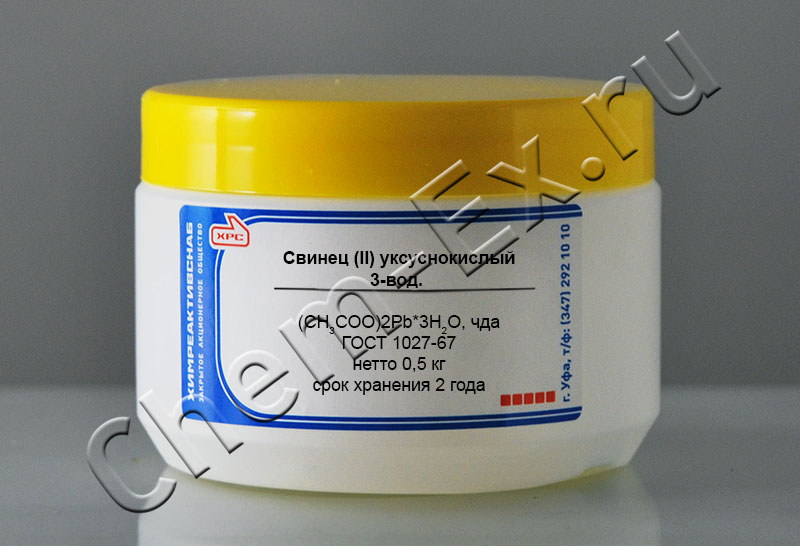 Chem-Ex.ru
ХИМРЕАКТИВСНАБ
ЗАКРЫТОЕ АКЦИОНЕРНОЕ ОБЩЕСТВО
ХРС
Свинец (II) уксуснокислый
3-вод.
(CH₃COO)2Pb*3H₂O, чда
ГОСТ 1027-67
нетто 0,5 кг
срок хранения 2 года
г. Уфа, т/ф: (347) 292 10 10